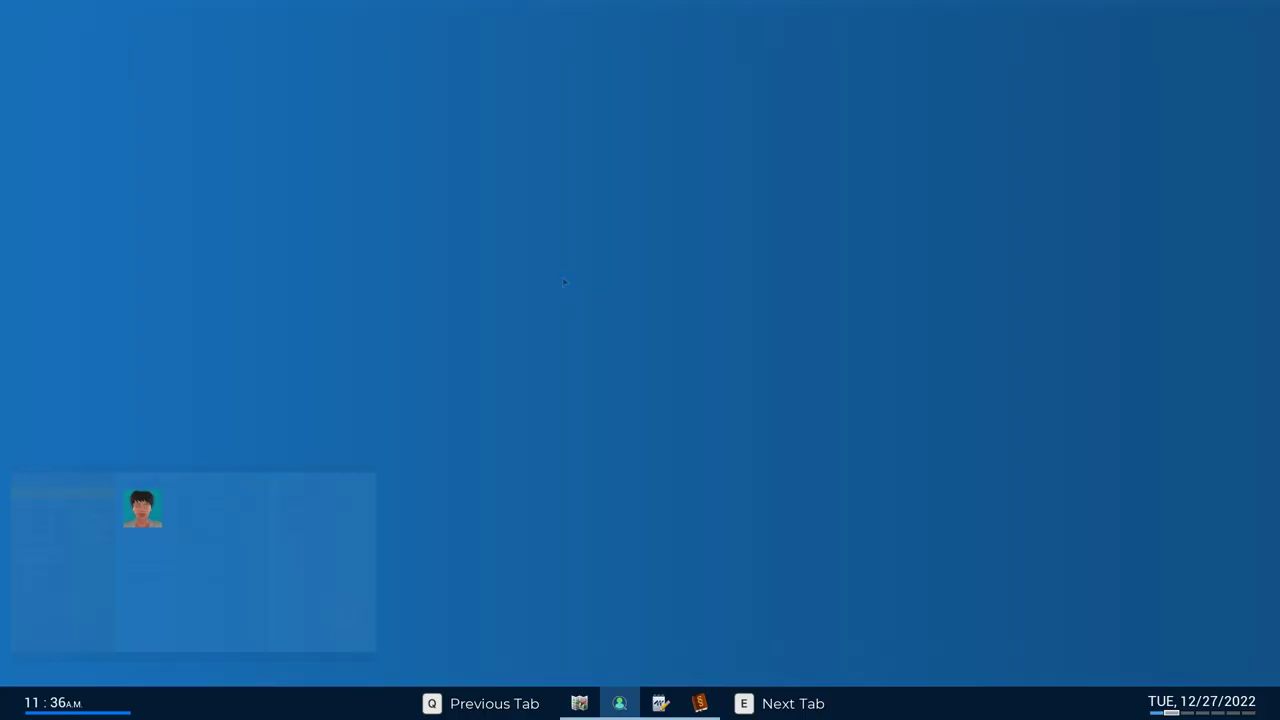 11 : 36A.M.
Q Previous Tab
E Next Tab
TUE, 12/27/2022